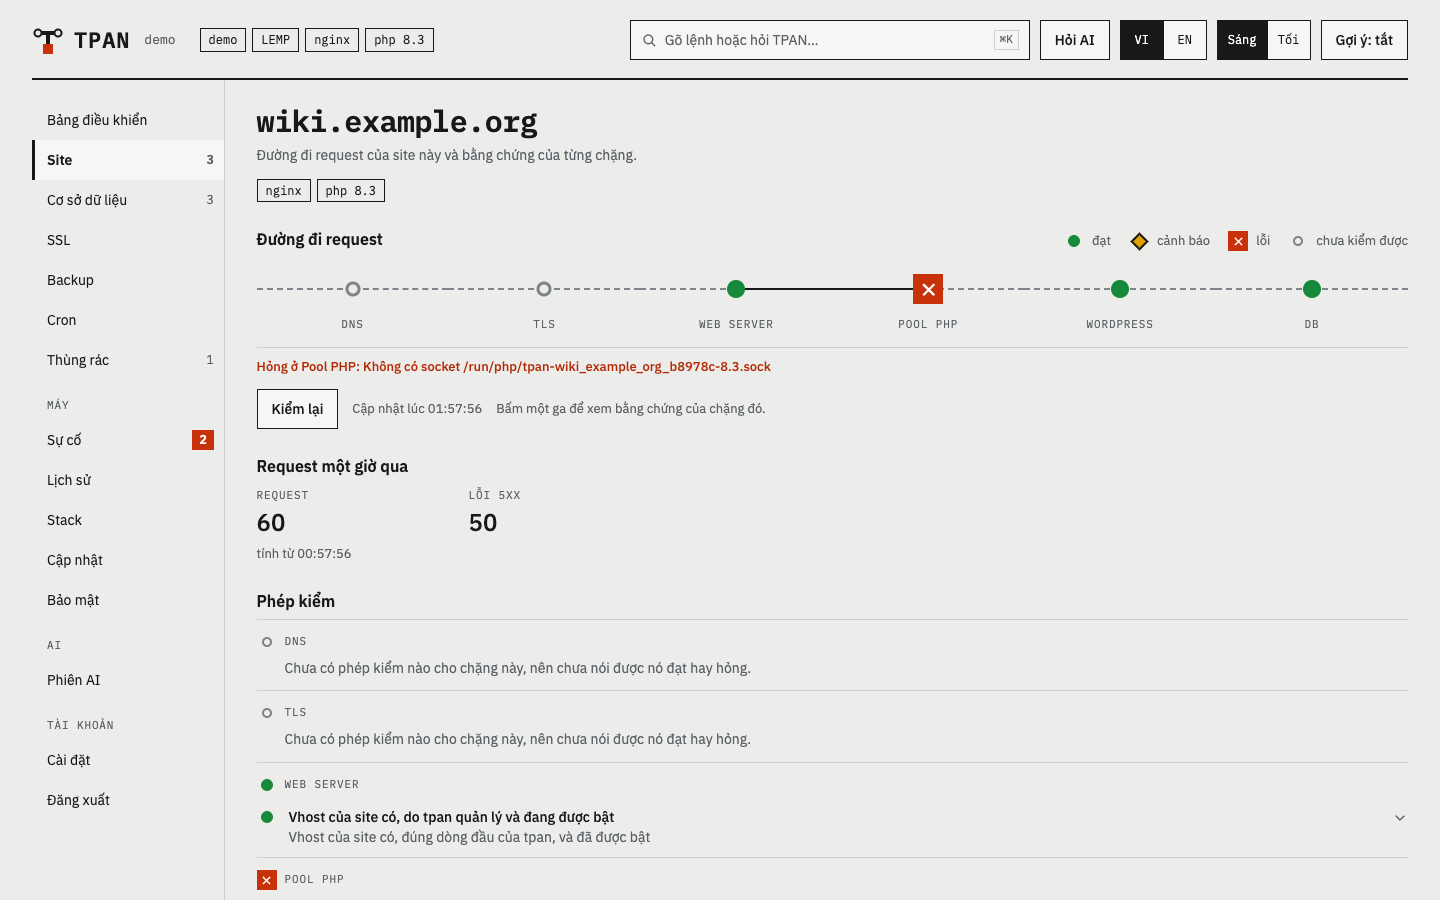 TPAN demo demo LEMP nginx php 8.3 Gõ lệnh hoặc hỏi TPAN... ⌘K Hỏi AI VI EN Sáng Tối Gợi ý: tắt
Bảng điều khiển
Site 3
Cơ sở dữ liệu 3
SSL
Backup
Cron
Thùng rác 1
MÁY
Sự cố 2
Lịch sử
Stack
Cập nhật
Bảo mật
AI
Phiên AI
TÀI KHOẢN
Cài đặt
Đăng xuất
wiki.example.org
Đường đi request của site này và bằng chứng của từng chặng.
nginx php 8.3
Đường đi request đạt cảnh báo lỗi chưa kiểm được
DNS TLS WEB SERVER POOL PHP WORDPRESS DB
Hỏng ở Pool PHP: Không có socket /run/php/tpan-wiki_example_org_b8978c-8.3.sock
Kiểm lại Cập nhật lúc 01:57:56 Bấm một ga để xem bằng chứng của chặng đó.
Request một giờ qua
REQUEST LỖI 5XX
60 50
tính từ 00:57:56
Phép kiểm
DNS
Chưa có phép kiểm nào cho chặng này, nên chưa nói được nó đạt hay hỏng.
TLS
Chưa có phép kiểm nào cho chặng này, nên chưa nói được nó đạt hay hỏng.
WEB SERVER
Vhost của site có, do tpan quản lý và đang được bật
Vhost của site có, đúng dòng đầu của tpan, và đã được bật
POOL PHP